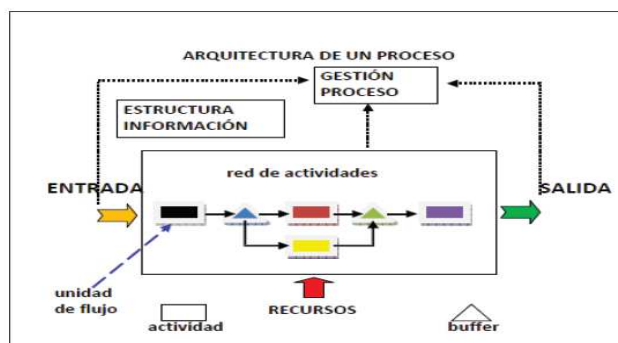 ARQUITECTURA DE UN PROCESO
GESTIÓN
PROCESO
ESTRUCTURA
INFORMACIÓN
red de actividades
ENTRADA
SALIDA
unidad
de flujo
RECURSOS
actividad
buffer